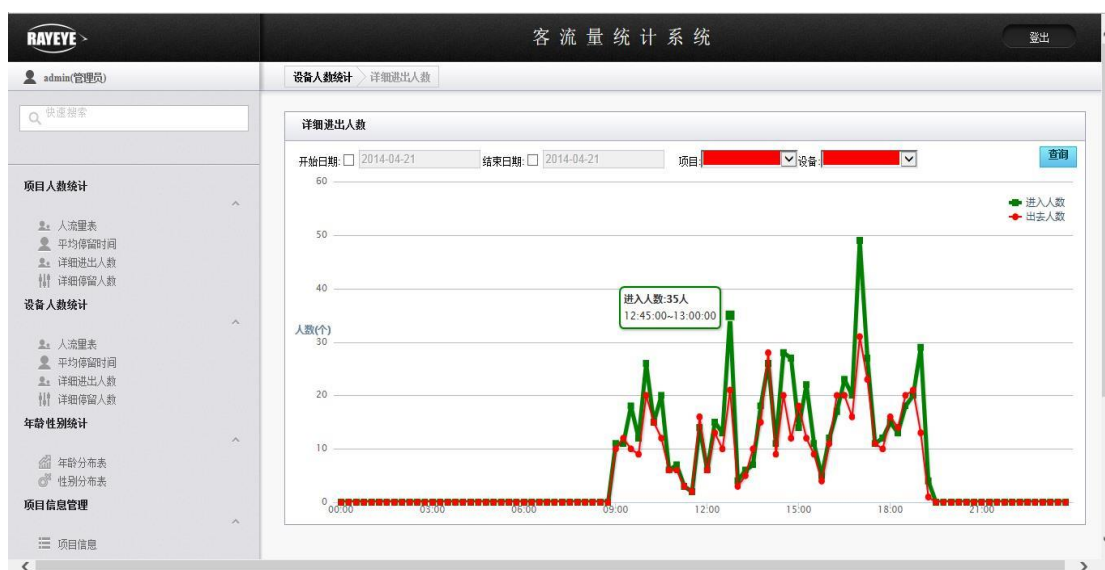 RAYEYE
客流量统计系统
登出
admin(管理员)
设备人数统计
详细进出人数
快速搜索
项目人数统计
人流量表
平均停留时间
详细进出人数
详细停留人数
设备人数统计
人流量表
平均停留时间
详细进出人数
详细停留人数
年龄性别统计
年龄分布表
性别分布表
项目信息管理
项目信息
详细进出人数
开始日期: 2014-04-21 结束日期: 2014-04-21 项目: 设备: 查询
进入人数
出去人数
进入人数:35人
12:45:00~13:00:00
人数(个)
60
50
40
30
20
10
0
00:00 03:00 06:00 09:00 12:00 15:00 18:00 21:00